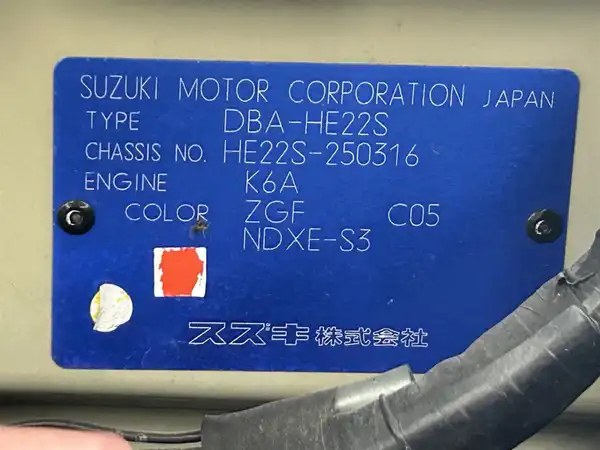 SUZUKI MOTOR CORPORATION JAPAN
TYPE DBA-HE22S
CHASSIS NO. HE22S-250316
ENGINE K6A
COLOR ZGF C05
NDXE-S3
スズキ株式会社